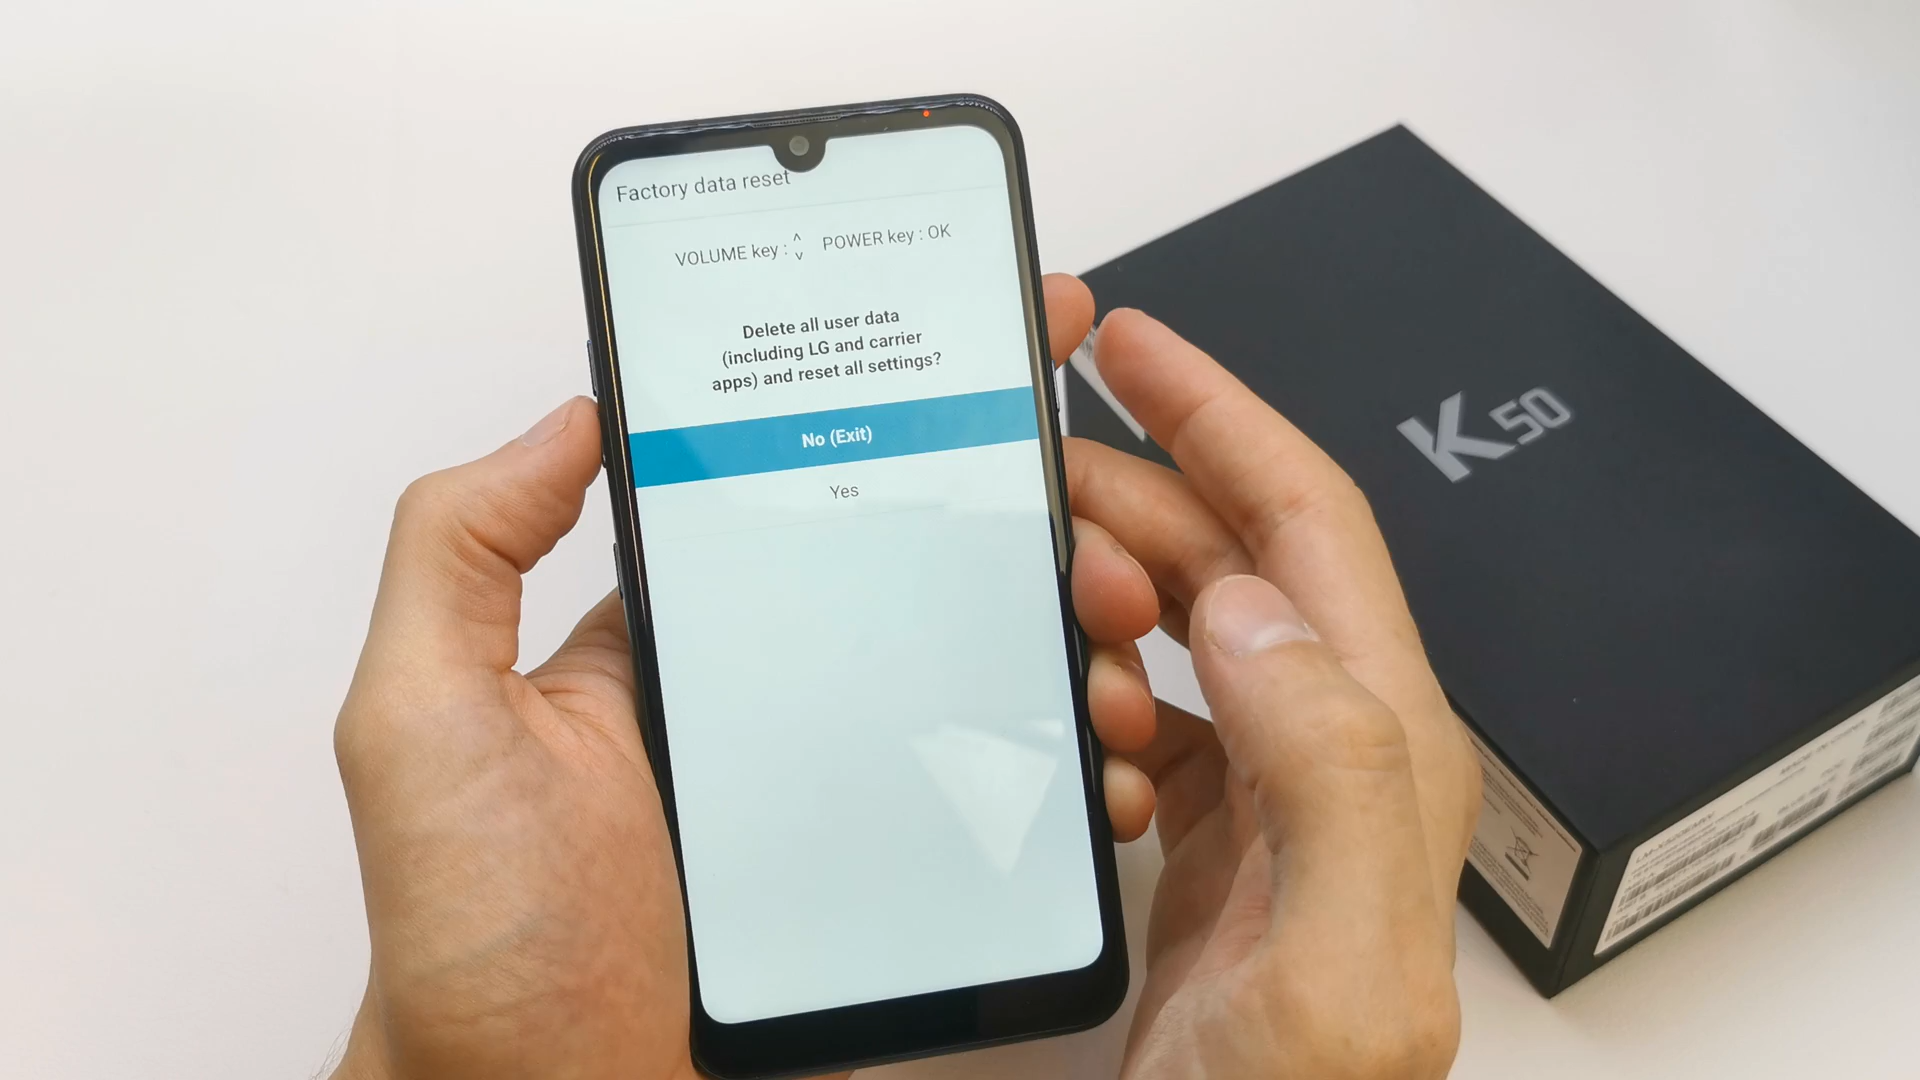 Factory data reset
VOLUME key : ^ v POWER key : OK
Delete all user data
(including LG and carrier
apps) and reset all settings?
No (Exit)
Yes
K50